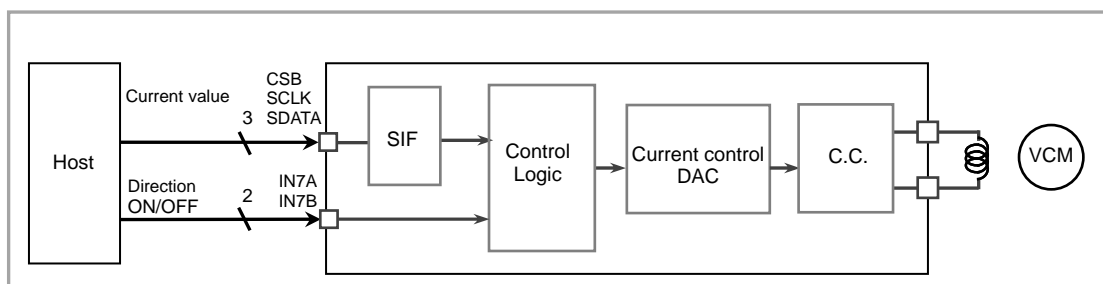 Host
Current value
3
CSB
SCLK
SDATA
Direction
ON/OFF
2
IN7A
IN7B
SIF
Control
Logic
Current control
DAC
C.C.
VCM